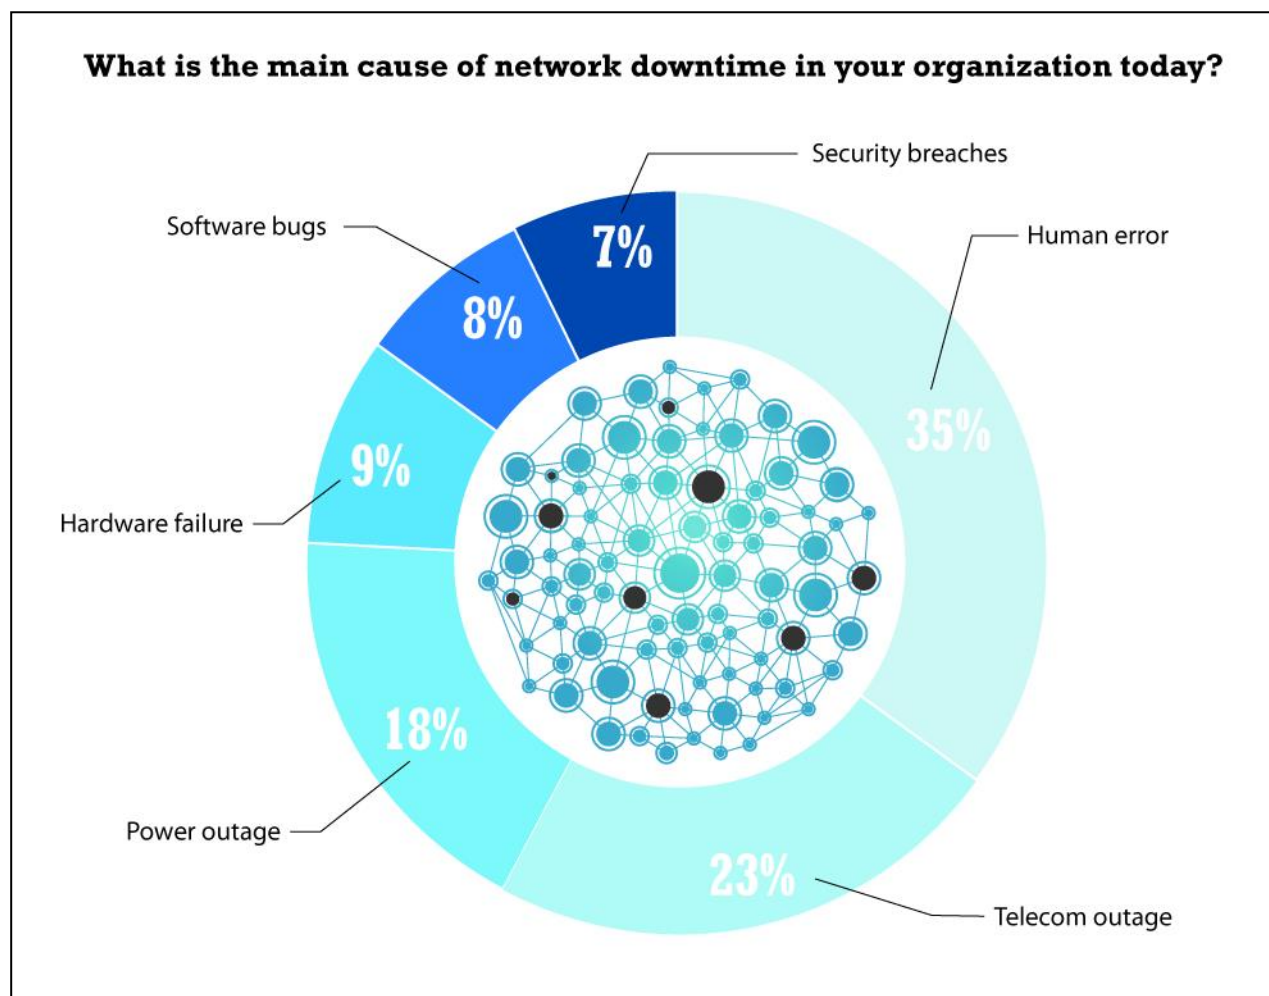 What is the main cause of network downtime in your organization today?
Security breaches
7%
Software bugs
8%
Human error
35%
Hardware failure
9%
Power outage
18%
Telecom outage
23%